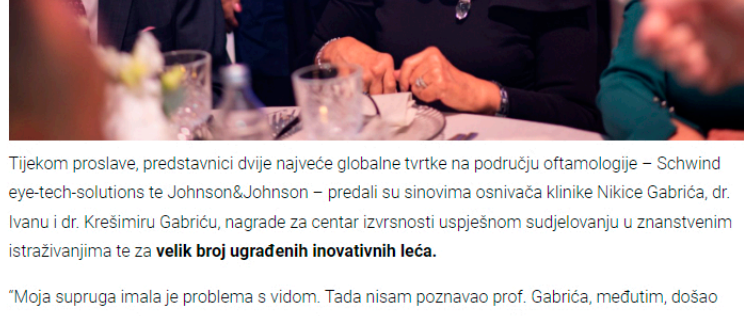 Tijekom proslave, predstavnici dvije najveće globalne tvrtke na području oftamologije – Schwind
eye-tech-solutions te Johnson&Johnson – predali su sinovima osnivača klinike Nikice Gabrića, dr.
Ivanu i dr. Krešimiru Gabriću, nagrade za centar izvrsnosti uspješnom sudjelovanju u znanstvenim
istraživanjima te za velik broj ugrađenih inovativnih leća.
“Moja supruga imala je problema s vidom. Tada nisam poznavao prof. Gabrića, međutim, došao